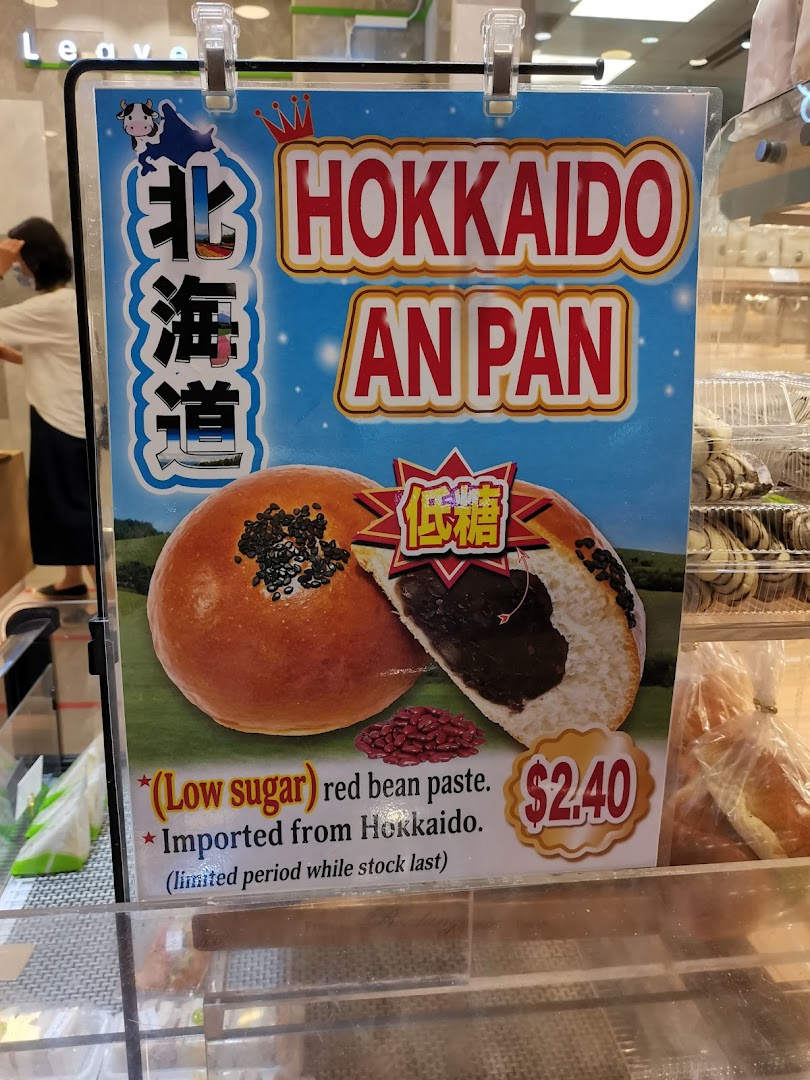 Leave
北海道
HOKKAIDO
AN PAN
低糖
*(Low sugar) red bean paste.
*Imported from Hokkaido.
(limited period while stock last)
$2.40